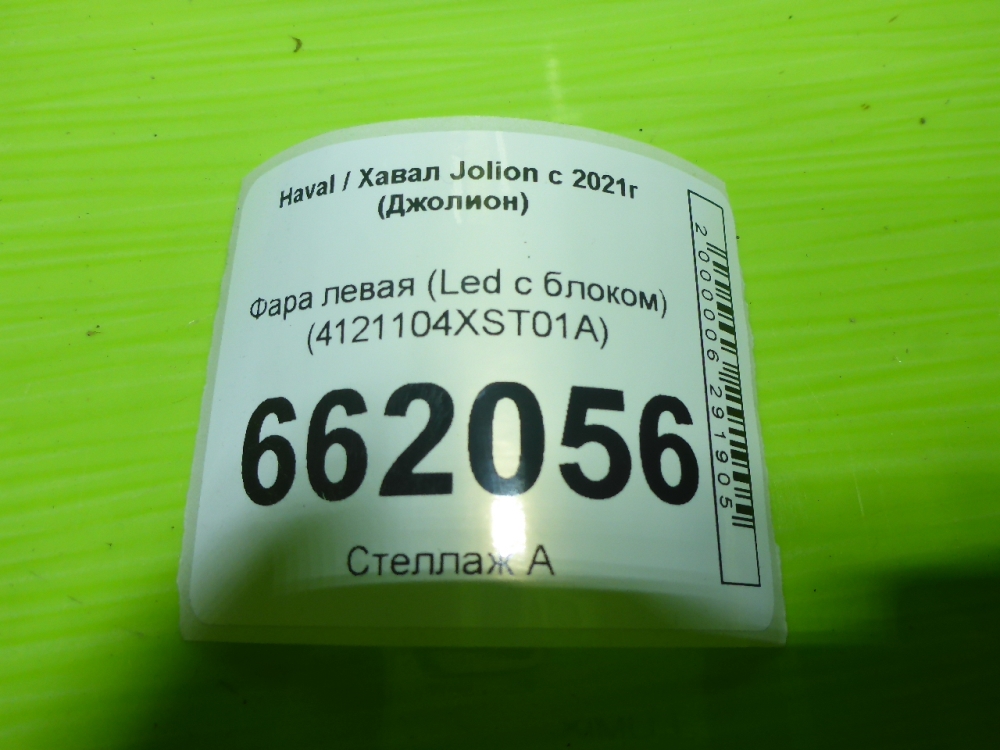 Haval / Хавал Jolion с 2021г
(Джолион)
Фара левая (Led с блоком)
(4121104XST01A)
662056
Стеллаж А
2000006291905